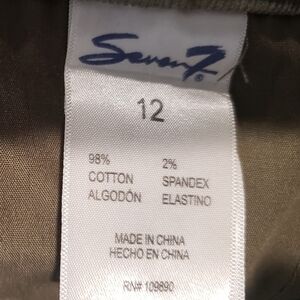 Seven7®
12
98% 2%
COTTON SPANDEX
ALGODÓN ELASTINO
MADE IN CHINA
HECHO EN CHINA
RN# 109890